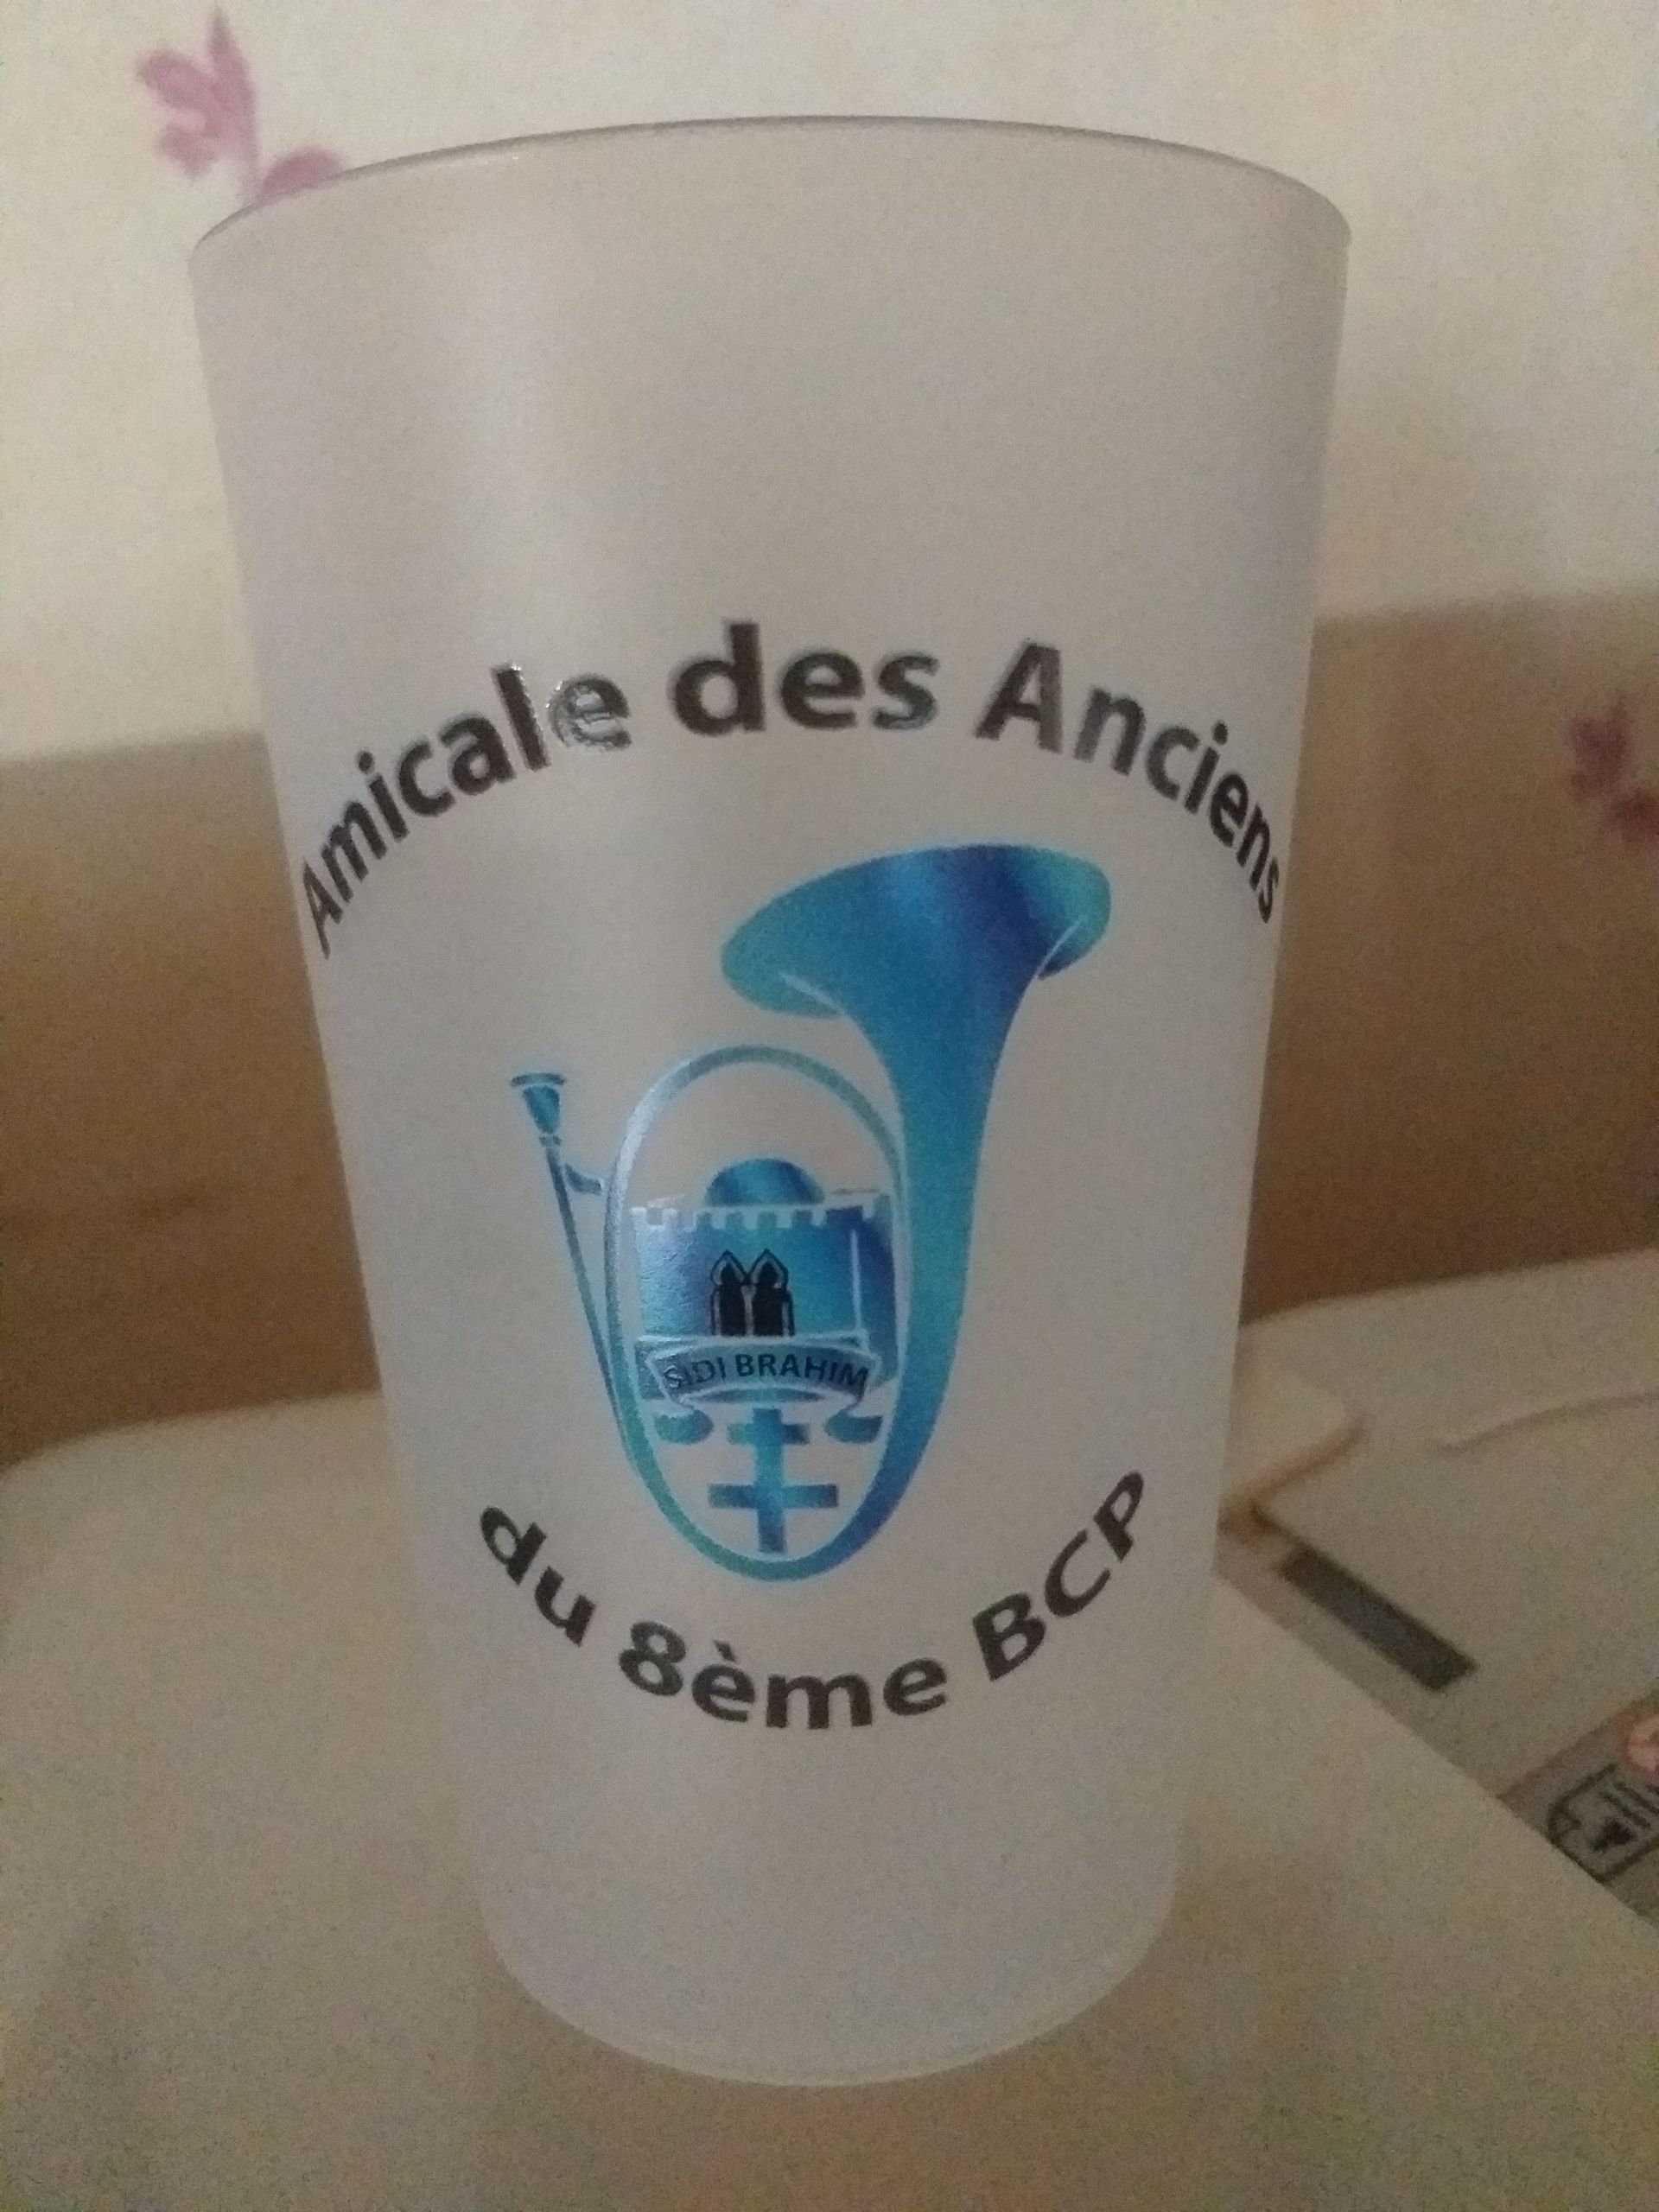 Amicale des Anciens
SIDI BRAHIM
du 8ème BCP